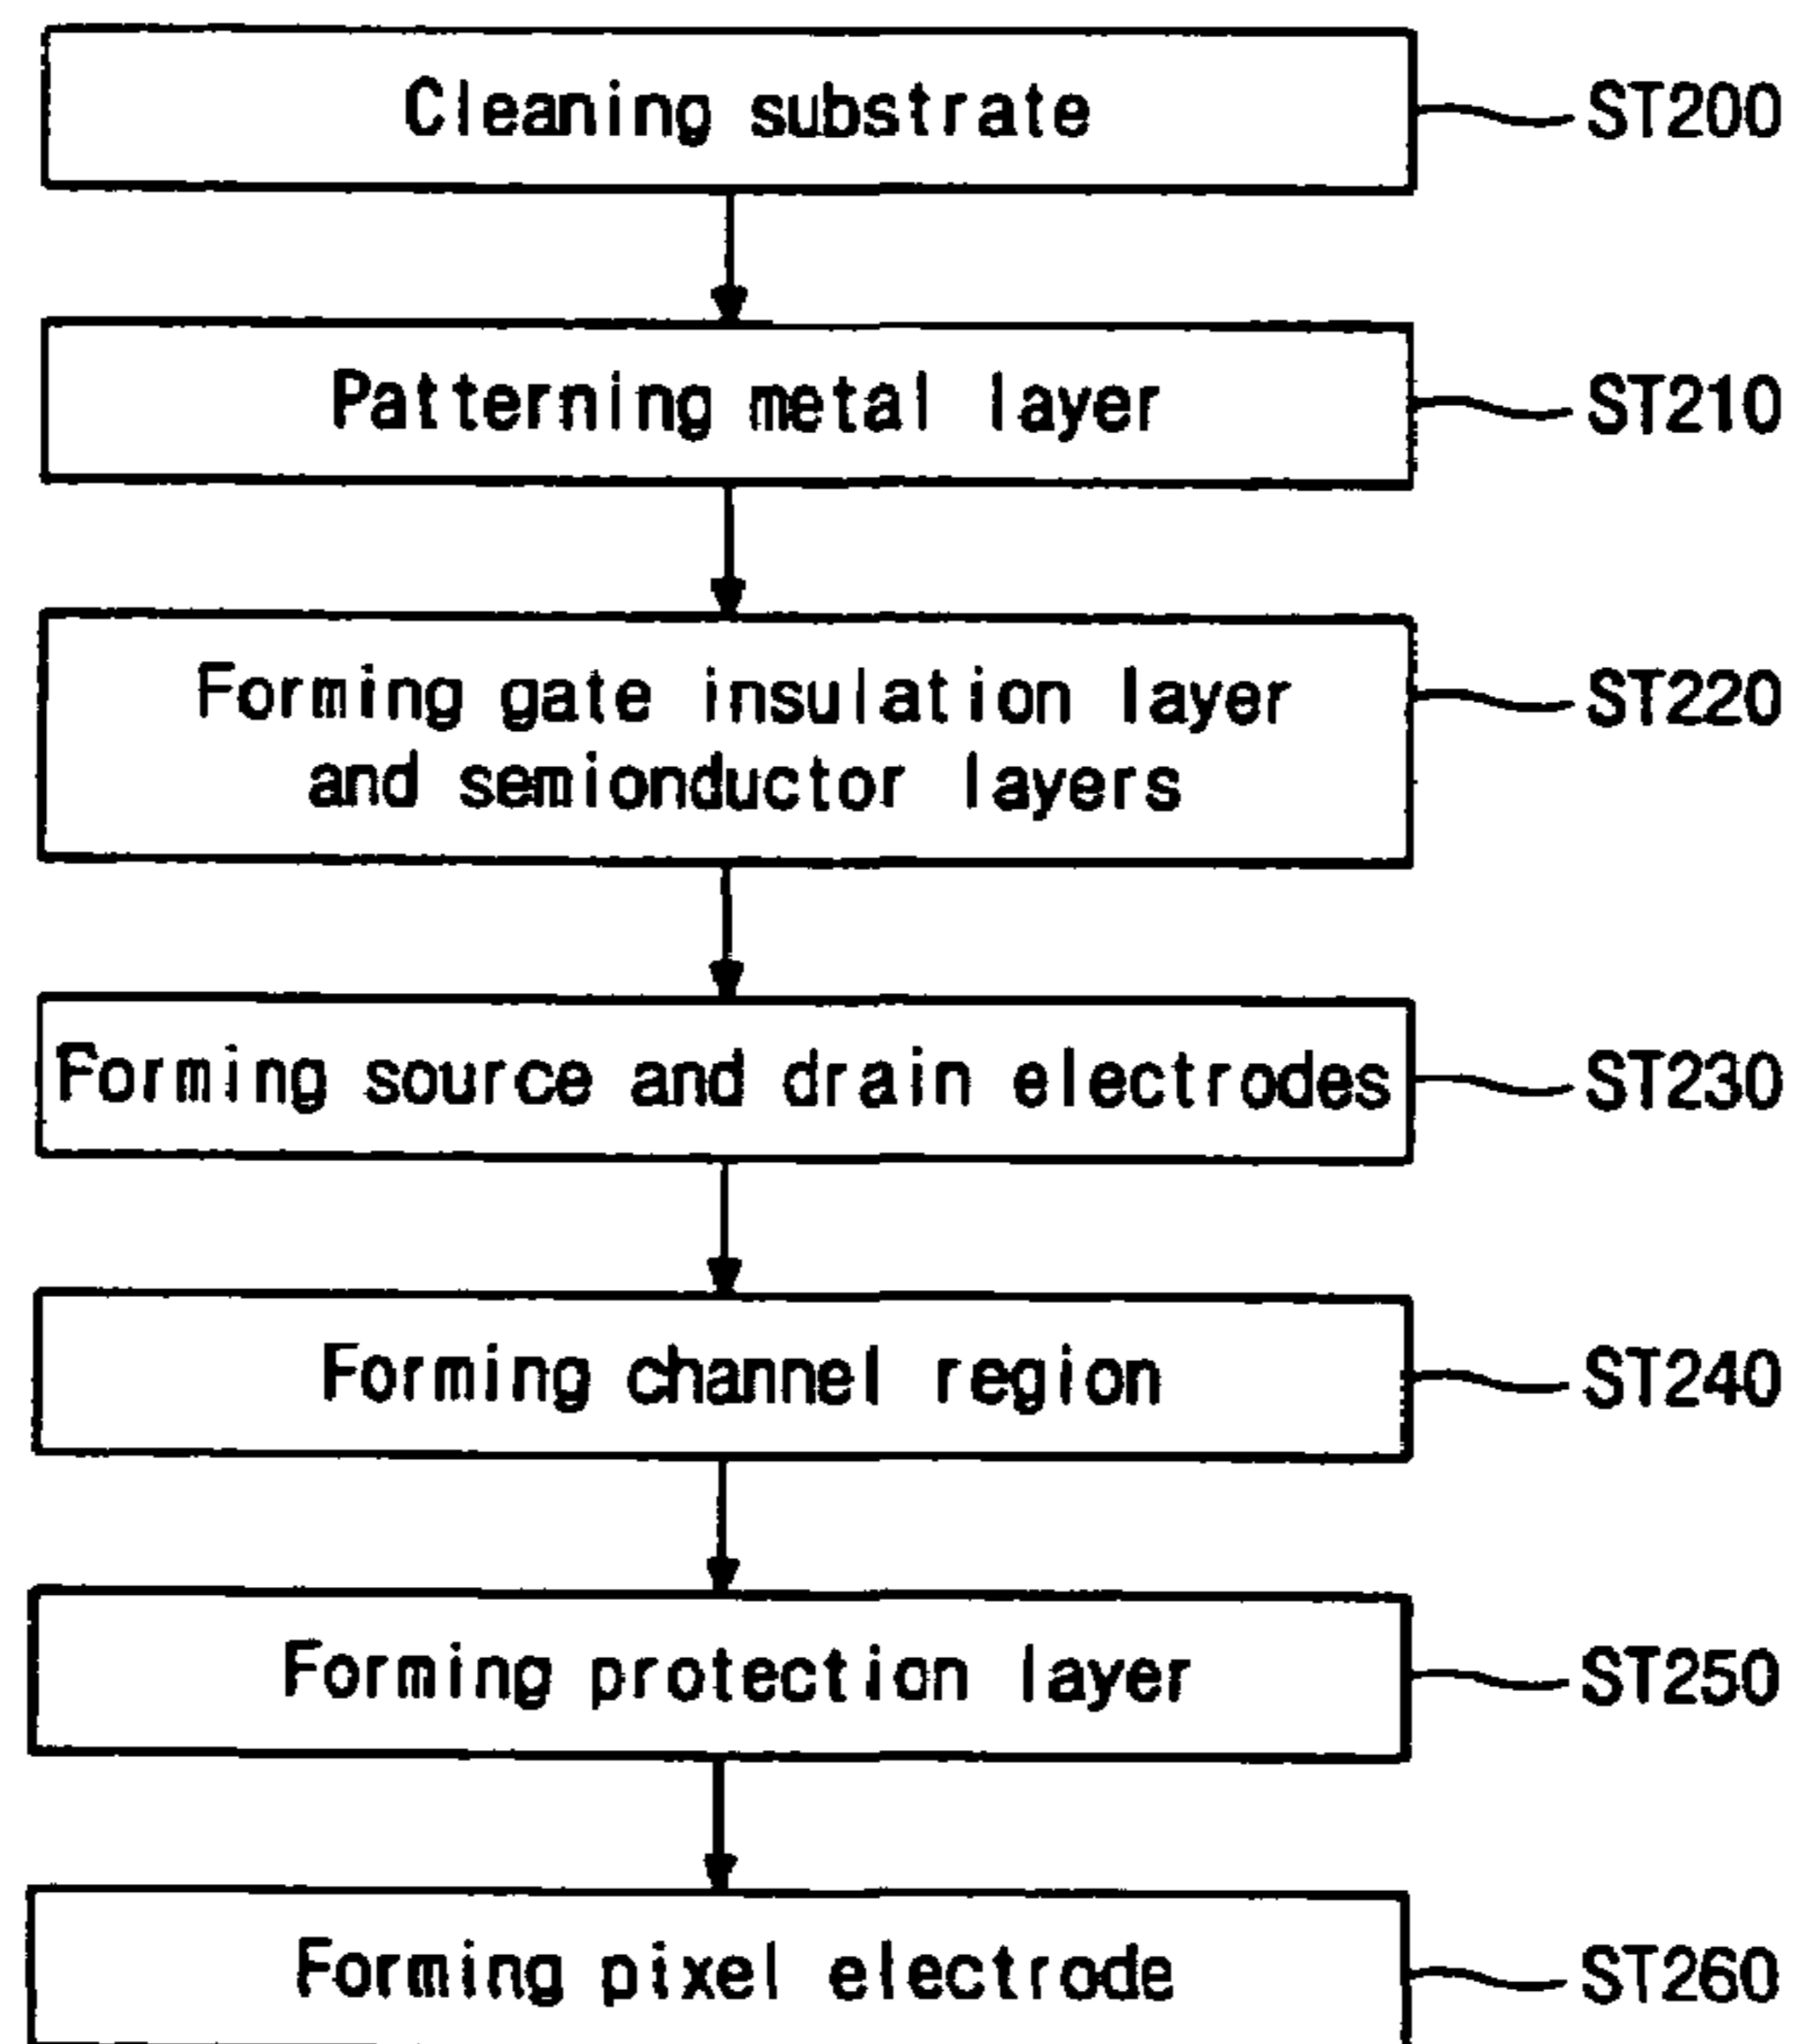 Cleaning substrate ST200
Patterning metal layer ST210
Forming gate insulation layer ST220
and semionductor layers
Forming source and drain electrodes ST230
Forming channel region ST240
Forming protection layer ST250
Forming pixel electrode ST260